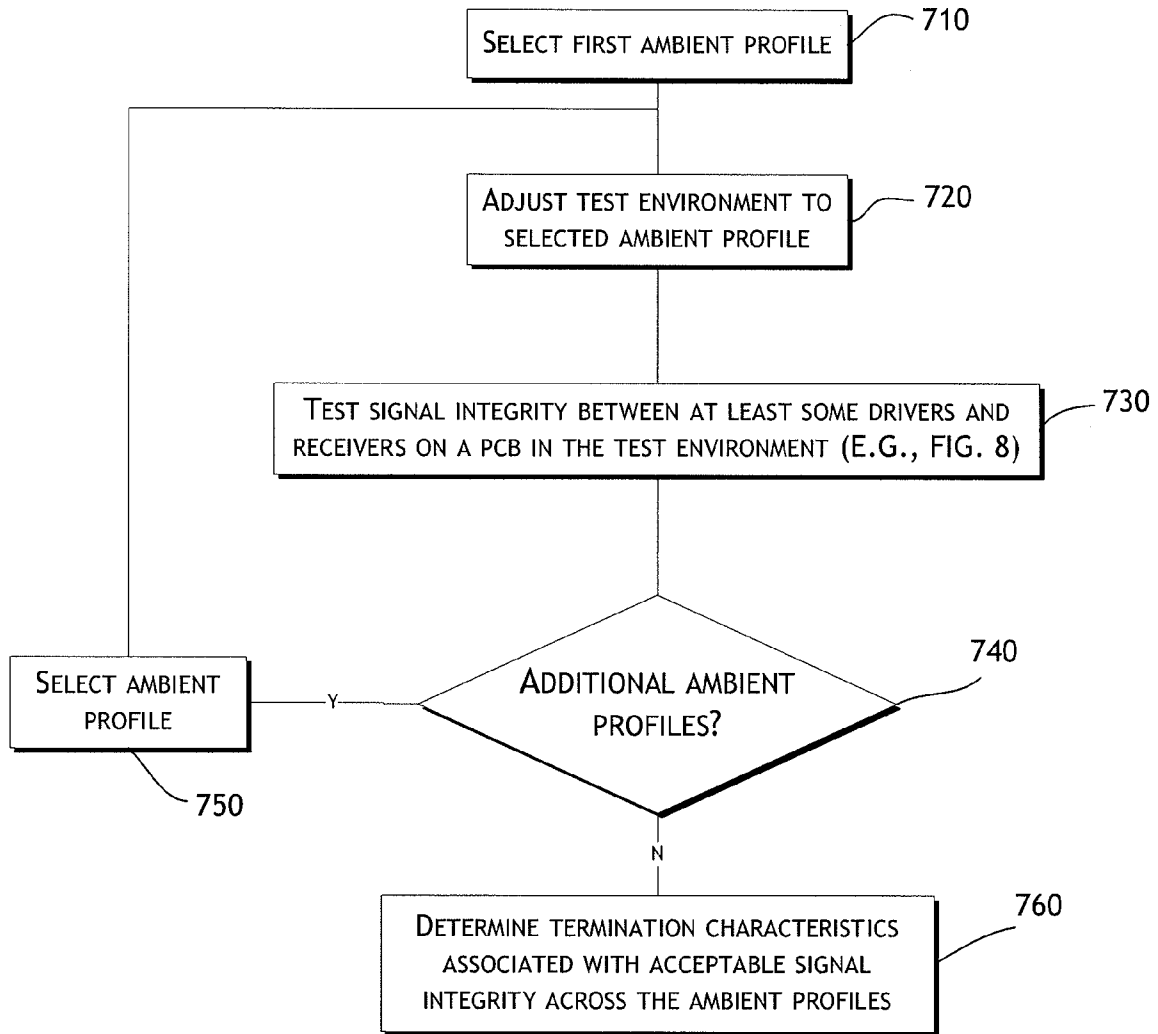 SELECT FIRST AMBIENT PROFILE
710
ADJUST TEST ENVIRONMENT TO
SELECTED AMBIENT PROFILE
720
TEST SIGNAL INTEGRITY BETWEEN AT LEAST SOME DRIVERS AND
RECEIVERS ON A PCB IN THE TEST ENVIRONMENT (E.G., FIG. 8)
730
ADDITIONAL AMBIENT
PROFILES?
740
Y
SELECT AMBIENT
PROFILE
750
N
DETERMINE TERMINATION CHARACTERISTICS
ASSOCIATED WITH ACCEPTABLE SIGNAL
INTEGRITY ACROSS THE AMBIENT PROFILES
760